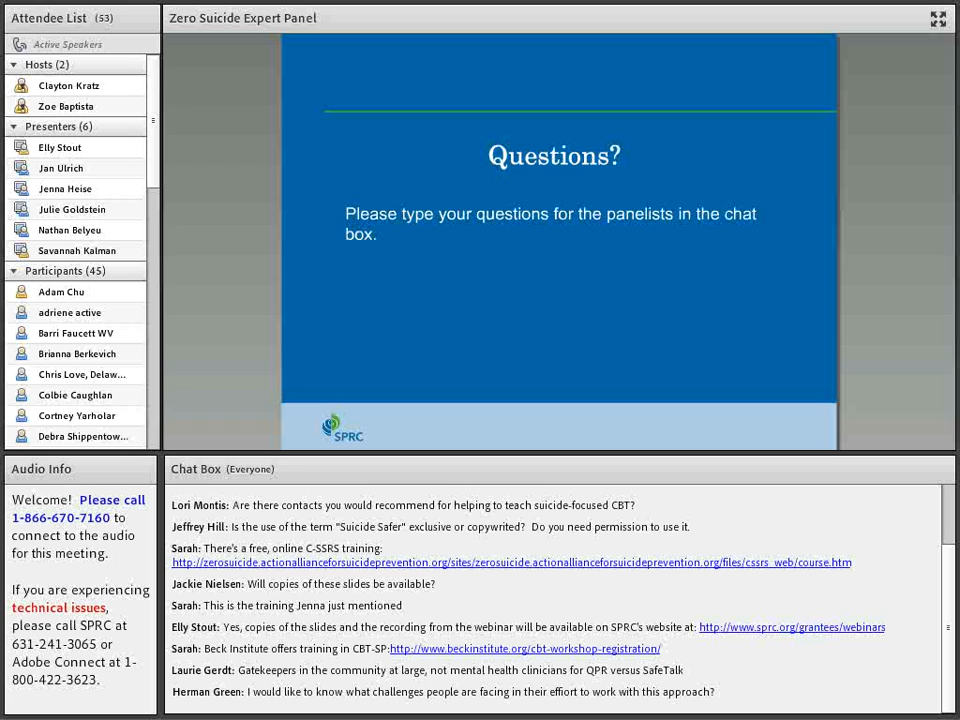 Attendee List (53)
Active Speakers
Hosts (2)
Clayton Kratz
Zoe Baptista
Presenters (6)
Elly Stout
Jan Ulrich
Jenna Heise
Julie Goldstein
Nathan Belyeu
Savannah Kalman
Participants (45)
Adam Chu
adriene active
Barri Faucett WV
Brianna Berkevich
Chris Love, Delaw...
Colbie Caughlan
Cortney Yarholar
Debra Shippentow...
Zero Suicide Expert Panel
Questions?
Please type your questions for the panelists in the chat
box.
SPRC
Audio Info
Welcome! Please call
1-866-670-7160 to
connect to the audio
for this meeting.
If you are experiencing
technical issues,
please call SPRC at
631-241-3065 or
Adobe Connect at 1-
800-422-3623.
Chat Box (Everyone)
Lori Montis: Are there contacts you would recommend for helping to teach suicide-focused CBT?
Jeffrey Hill: Is the use of the term "Suicide Safer" exclusive or copywrited? Do you need permission to use it.
Sarah: There's a free, online C-SSRS training:
http://zerosuicide.actionallianceforsuicideprevention.org/sites/zerosuicide.actionallianceforsuicideprevention.org/files/cssrs_web/course.htm
Jackie Nielsen: Will copies of these slides be available?
Sarah: This is the training Jenna just mentioned
Elly Stout: Yes, copies of the slides and the recording from the webinar will be available on SPRC's website at: http://www.sprc.org/grantees/webinars
Sarah: Beck Institute offers training in CBT-SP:http://www.beckinstitute.org/cbt-workshop-registration/
Laurie Gerdt: Gatekeepers in the community at large, not mental health clinicians for QPR versus SafeTalk
Herman Green: I would like to know what challenges people are facing in their effort to work with this approach?